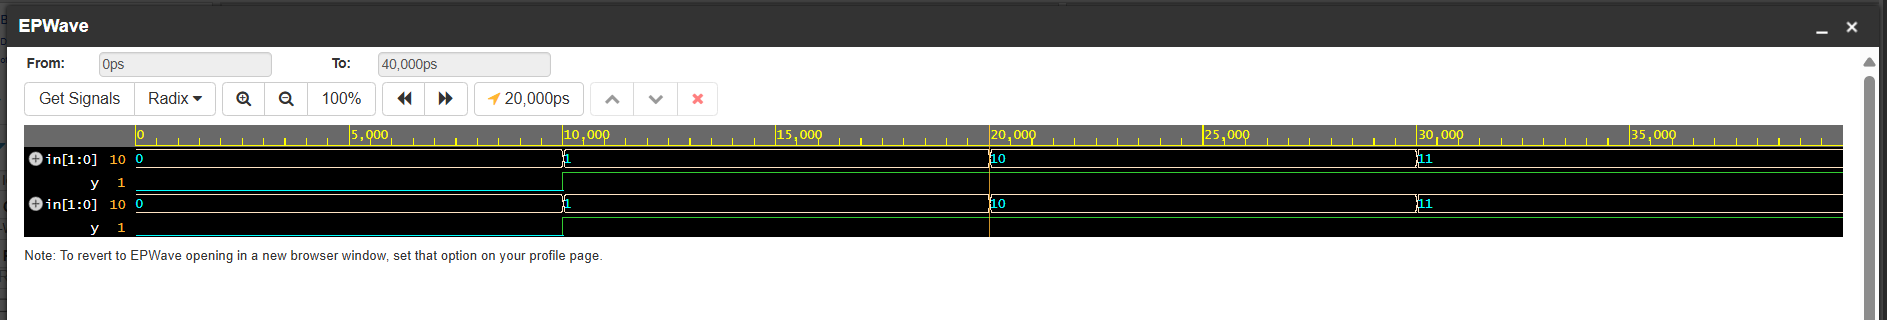 EPWave
From: 0ps To: 40,000ps
Get Signals Radix 100% 20,000ps
0 5,000 10,000 15,000 20,000 25,000 30,000 35,000
in[1:0] 10 0 1 10 11
y 1
in[1:0] 10 0 1 10 11
y 1
Note: To revert to EPWave opening in a new browser window, set that option on your profile page.